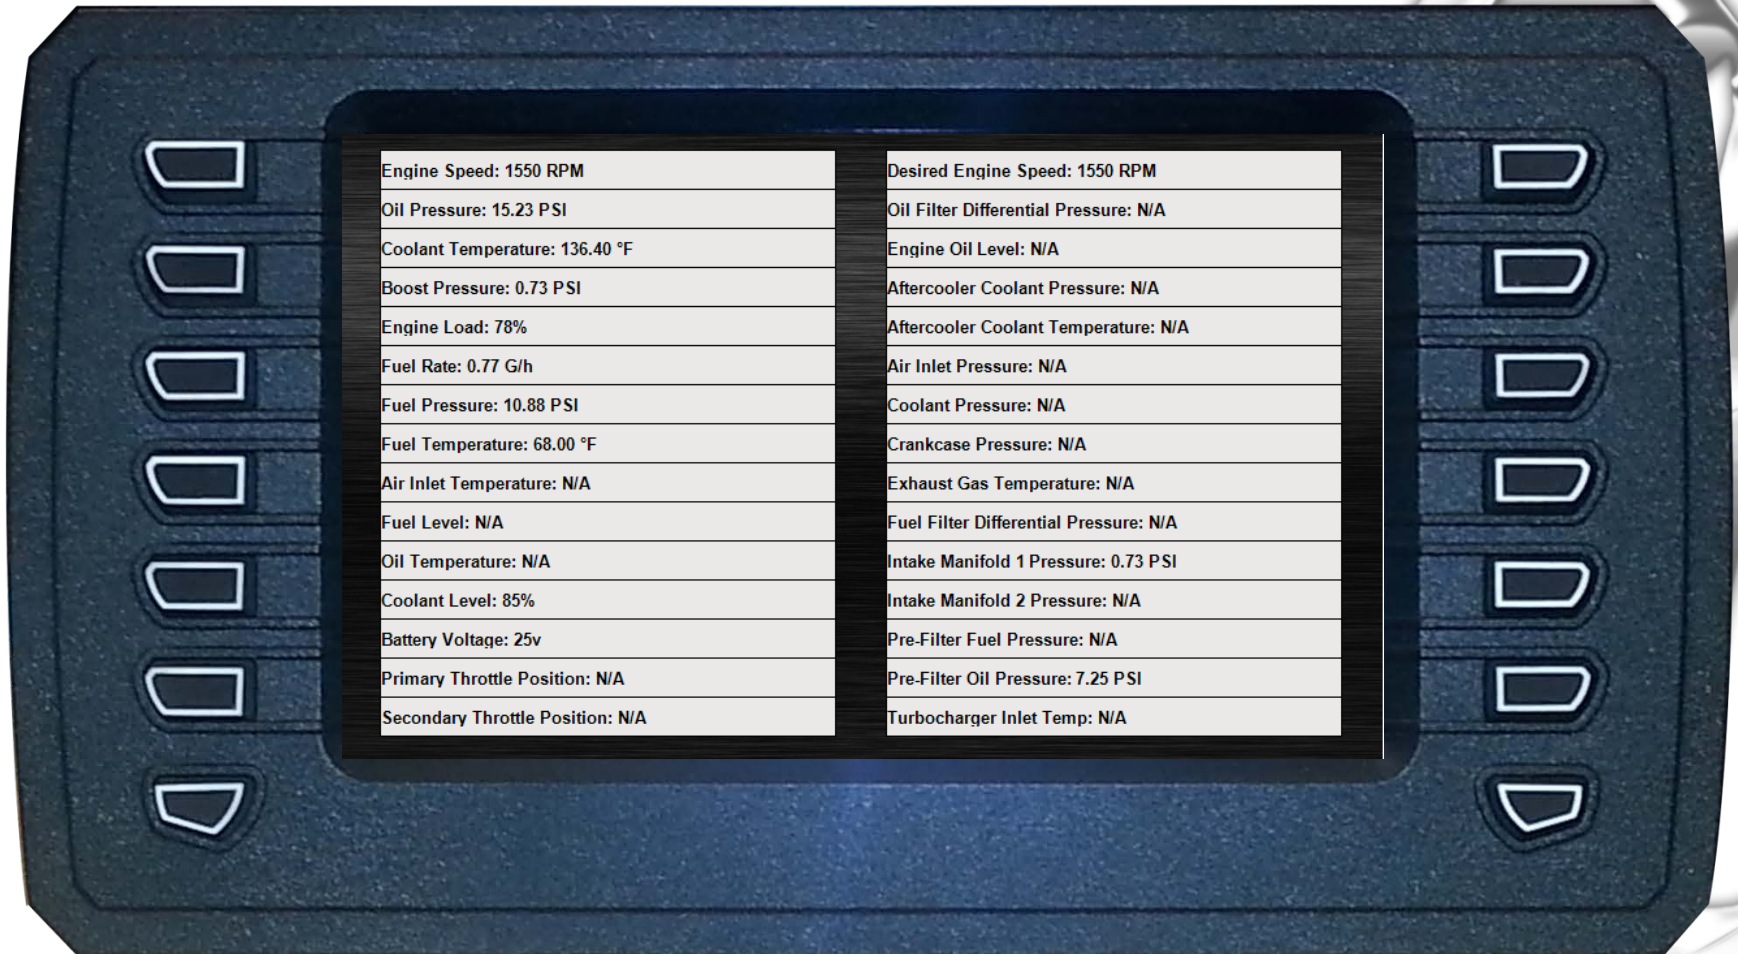 Engine Speed: 1550 RPM
Oil Pressure: 15.23 PSI
Coolant Temperature: 136.40 °F
Boost Pressure: 0.73 PSI
Engine Load: 78%
Fuel Rate: 0.77 G/h
Fuel Pressure: 10.88 PSI
Fuel Temperature: 68.00 °F
Air Inlet Temperature: N/A
Fuel Level: N/A
Oil Temperature: N/A
Coolant Level: 85%
Battery Voltage: 25v
Primary Throttle Position: N/A
Secondary Throttle Position: N/A
Desired Engine Speed: 1550 RPM
Oil Filter Differential Pressure: N/A
Engine Oil Level: N/A
Aftercooler Coolant Pressure: N/A
Aftercooler Coolant Temperature: N/A
Air Inlet Pressure: N/A
Coolant Pressure: N/A
Crankcase Pressure: N/A
Exhaust Gas Temperature: N/A
Fuel Filter Differential Pressure: N/A
Intake Manifold 1 Pressure: 0.73 PSI
Intake Manifold 2 Pressure: N/A
Pre-Filter Fuel Pressure: N/A
Pre-Filter Oil Pressure: 7.25 PSI
Turbocharger Inlet Temp: N/A